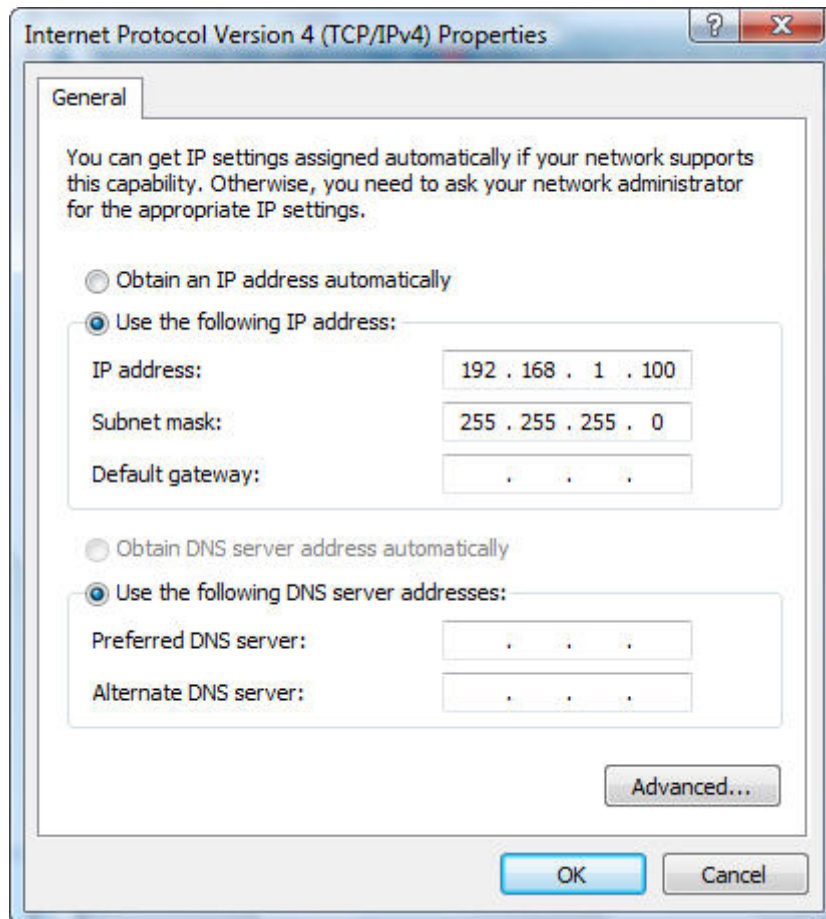 Internet Protocol Version 4 (TCP/IPv4) Properties
?
X
General
You can get IP settings assigned automatically if your network supports
this capability. Otherwise, you need to ask your network administrator
for the appropriate IP settings.
Obtain an IP address automatically
Use the following IP address:
IP address: 192 . 168 . 1 . 100
Subnet mask: 255 . 255 . 255 . 0
Default gateway: . . .
Obtain DNS server address automatically
Use the following DNS server addresses:
Preferred DNS server: . . .
Alternate DNS server: . . .
Advanced...
OK Cancel